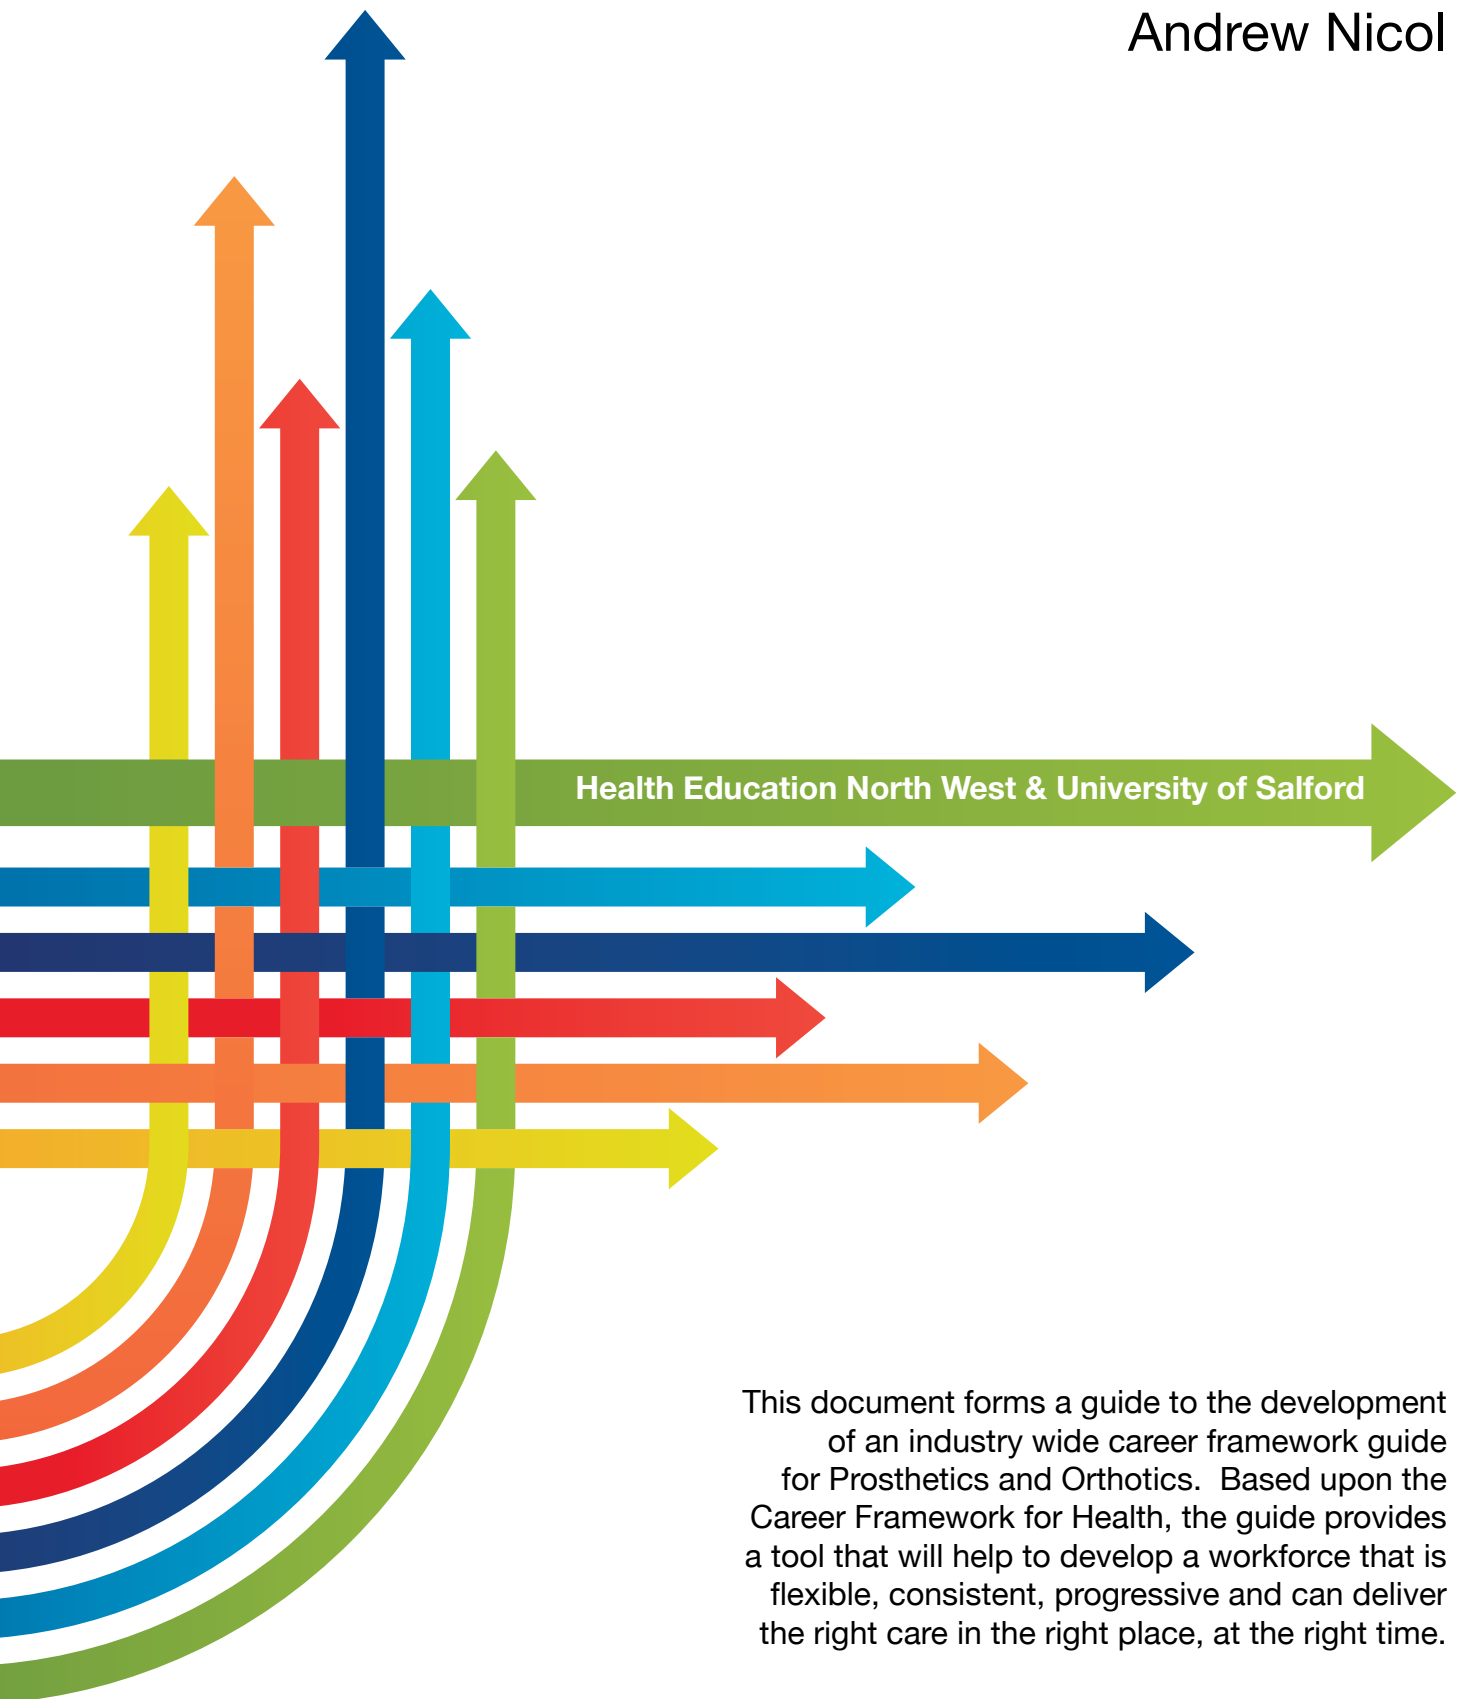 Andrew Nicol
Health Education North West & University of Salford
This document forms a guide to the development
of an industry wide career framework guide
for Prosthetics and Orthotics.  Based upon the
Career Framework for Health, the guide provides
a tool that will help to develop a workforce that is
flexible, consistent, progressive and can deliver
the right care in the right place, at the right time.